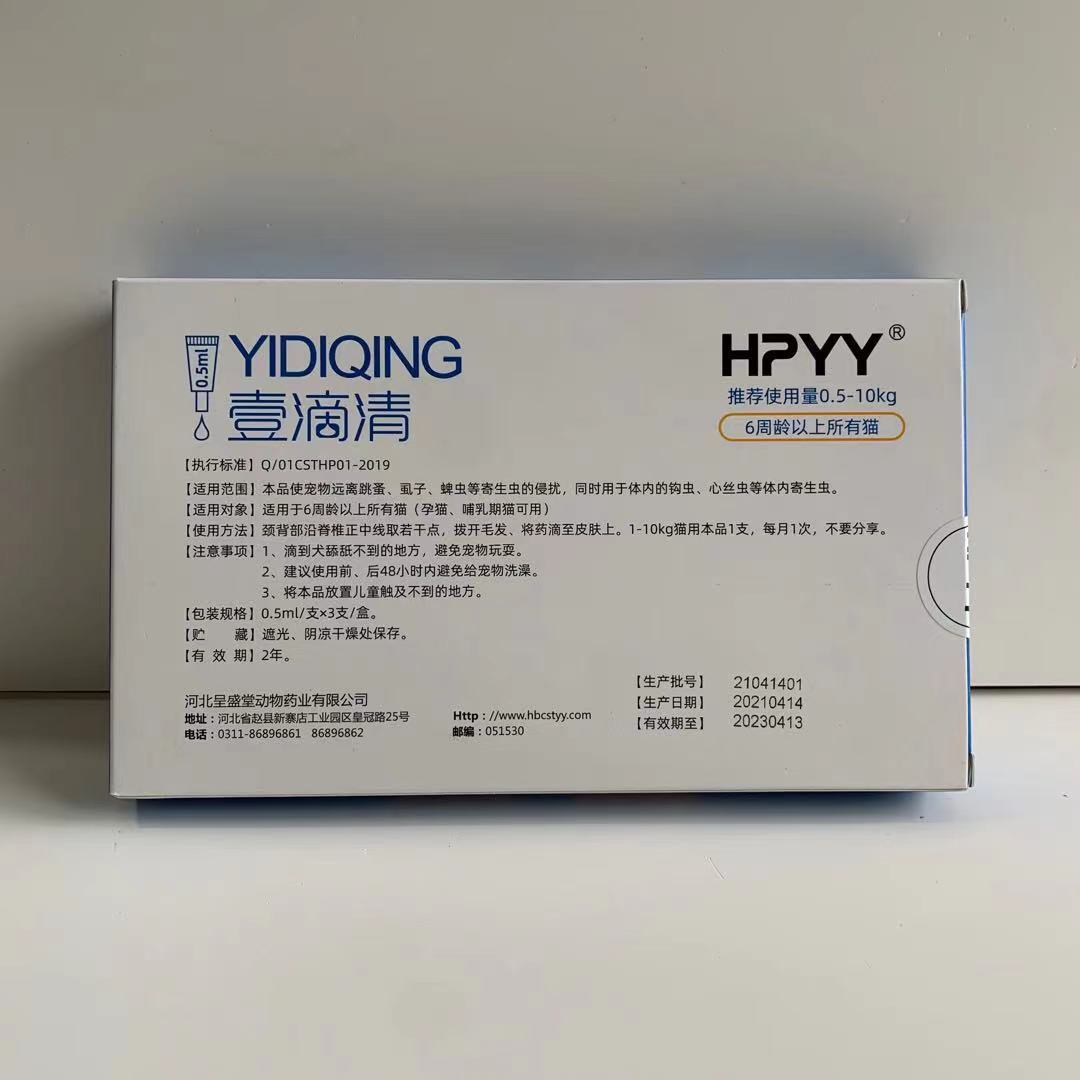 0.5ml
YIDIQING
壹滴清
HPYY®
推荐使用量0.5-10kg
6周龄以上所有猫
【执行标准】Q/01CSTHP01-2019
【适用范围】本品使宠物远离跳蚤、虱子、蜱虫等寄生虫的侵扰，同时用于体内的钩虫、心丝虫等体内寄生虫。
【适用对象】适用于6周龄以上所有猫（孕猫、哺乳期猫可用）
【使用方法】颈背部沿脊椎正中线取若干点，拨开毛发、将药滴至皮肤上。1-10kg猫用本品1支，每月1次，不要分享。
【注意事项】1、滴到犬舔舐不到的地方，避免宠物玩耍。
2、建议使用前、后48小时内避免给宠物洗澡。
3、将本品放置儿童触及不到的地方。
【包装规格】0.5ml/支×3支/盒。
【贮 藏】遮光、阴凉干燥处保存。
【有 效 期】2年。
河北呈盛堂动物药业有限公司
地址：河北省赵县新寨店工业园区皇冠路25号
电话：0311-86896861 86896862
Http：//www.hbcstyy.com
邮编：051530
【生产批号】 21041401
【生产日期】 20210414
【有效期至】 20230413